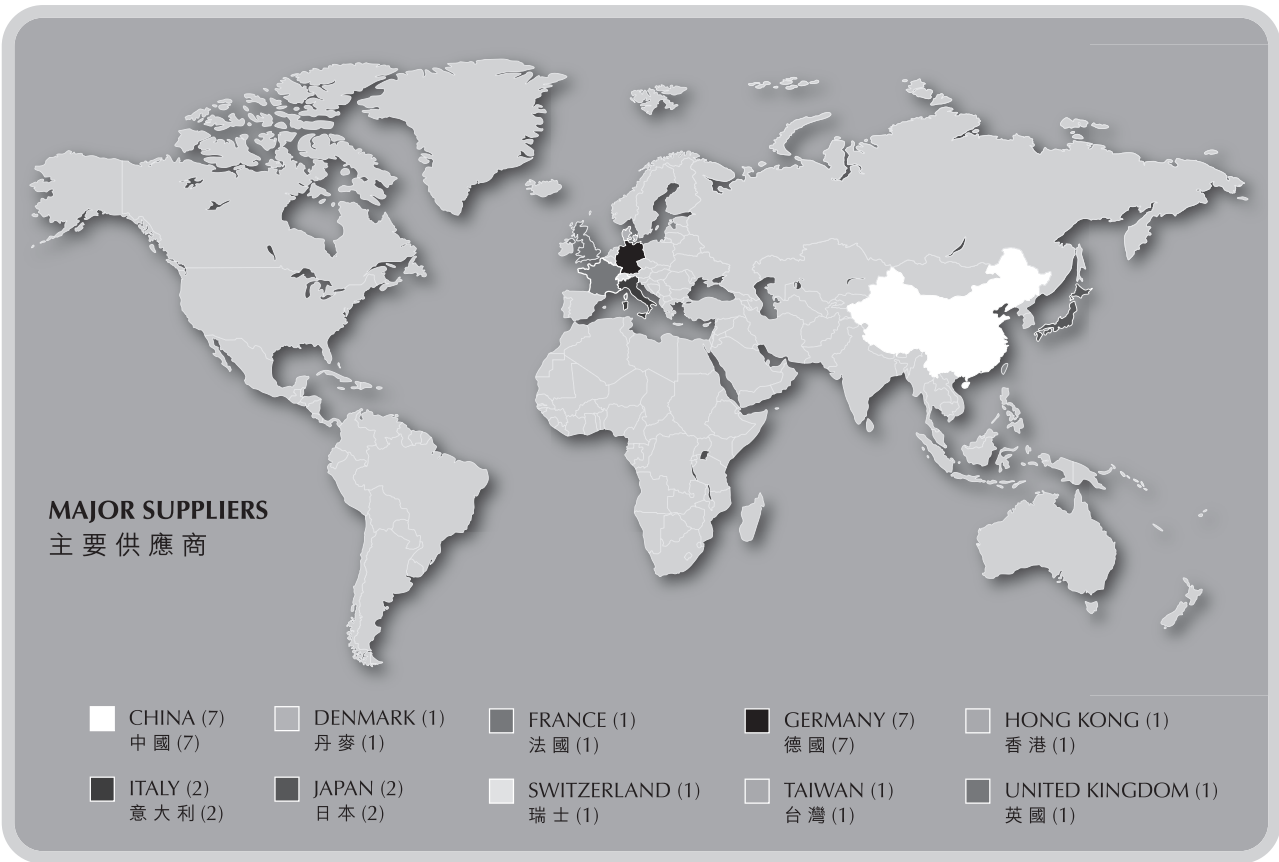 MAJOR SUPPLIERS
主要供應商
CHINA (7)
中國 (7)
DENMARK (1)
丹麥 (1)
FRANCE (1)
法國 (1)
GERMANY (7)
德國 (7)
HONG KONG (1)
香港 (1)
ITALY (2)
意大利 (2)
JAPAN (2)
日本 (2)
SWITZERLAND (1)
瑞士 (1)
TAIWAN (1)
台灣 (1)
UNITED KINGDOM (1)
英國 (1)